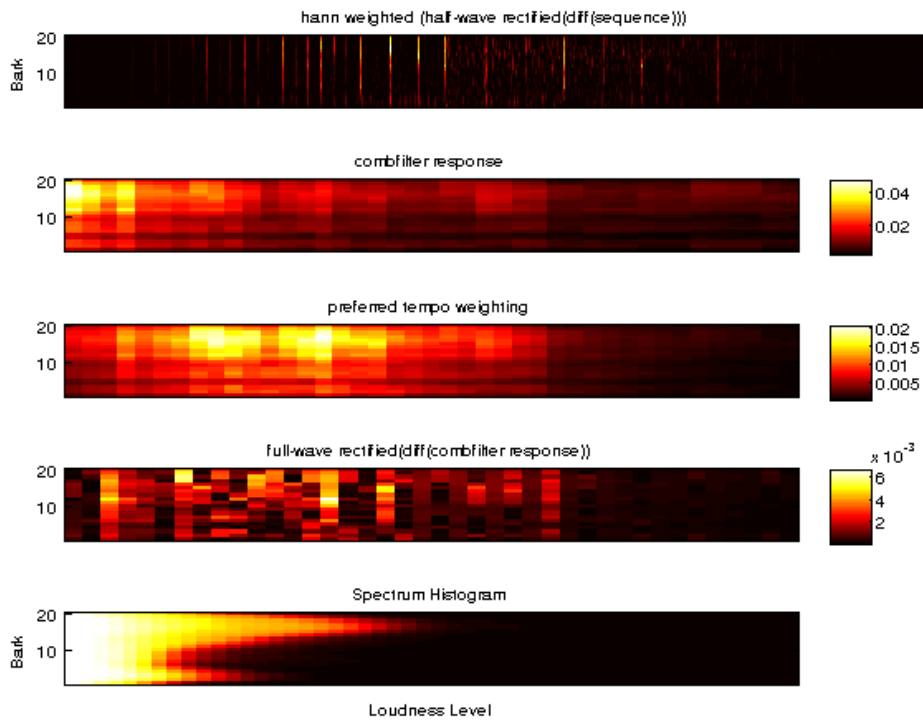 hann weighted (half-wave rectified(diff(sequence)))
20
10
Bark
combfilter response
20
10
0.04
0.02
preferred tempo weighting
20
10
0.02
0.015
0.01
0.005
full-wave rectified(diff(combfilter response))
20
10
x 10^-3
6
4
2
Spectrum Histogram
20
10
Bark
Loudness Level